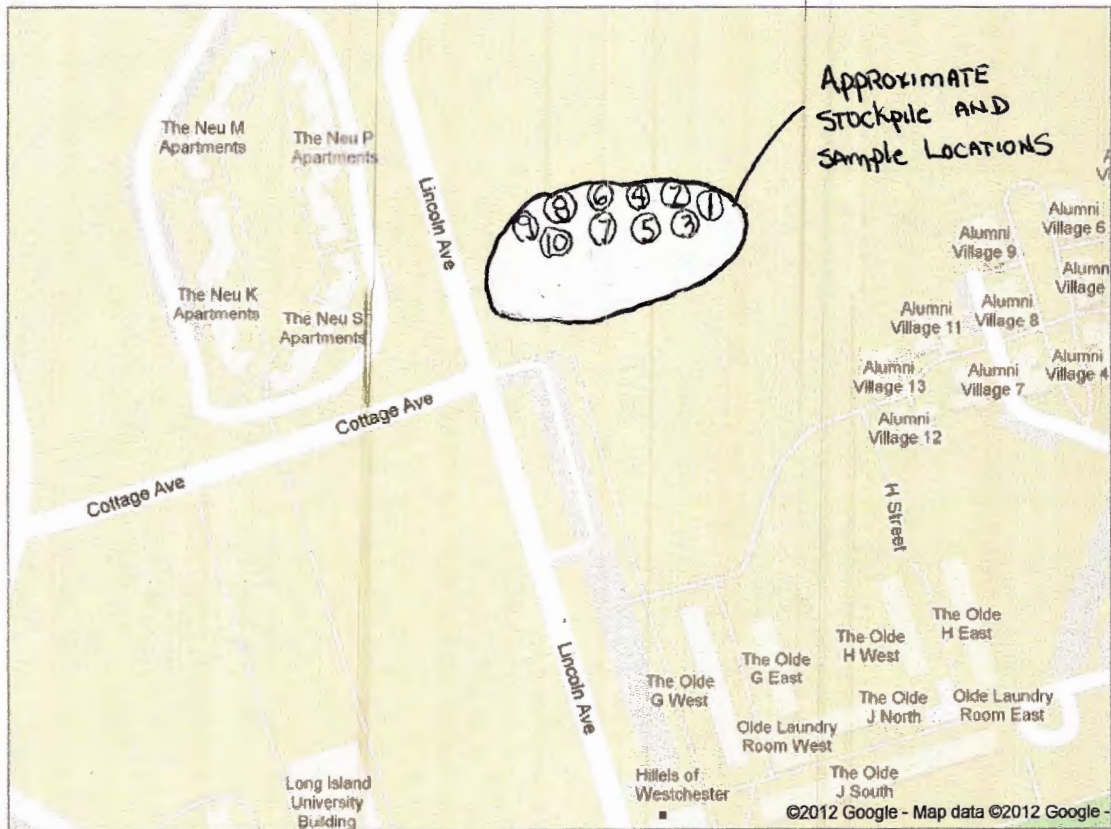 APPROXIMATE
STOCKPILE AND
SAMPLE LOCATIONS
The Neu M
Apartments
The Neu P
Apartments
Lincoln Ave
8
6
4
2
1
9
10
7
5
3
Alumni
Village 6
Alumni
Village 9
Alumn
Village
The Neu K
Apartments
The Neu S
Apartments
Alumni
Village 11
Alumni
Village 8
Alumni
Village 13
Alumni
Village 7
Alumni
Village 4
Alumni
Village 12
Cottage Ave
Cottage Ave
H Street
Lincoln Ave
The Olde
G West
The Olde
G East
The Olde
H West
The Olde
H East
The Olde
J North
Olde Laundry
Room East
Olde Laundry
Room West
Long Island
University
Building
Hillels of
Westchester
The Olde
J South
©2012 Google - Map data ©2012 Google -